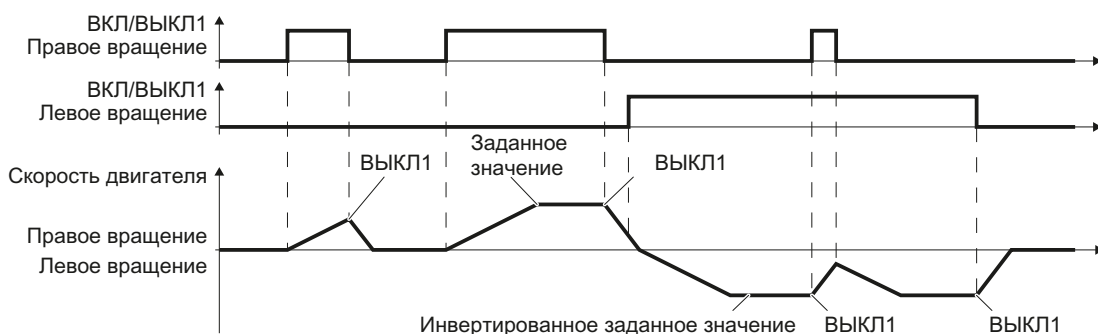 ВКЛ/ВЫКЛ1
Правое вращение
ВКЛ/ВЫКЛ1
Левое вращение
Заданное
значение
ВЫКЛ1
ВЫКЛ1
Скорость двигателя
Правое вращение
Левое вращение
Инвертированное заданное значение
ВЫКЛ1
ВЫКЛ1